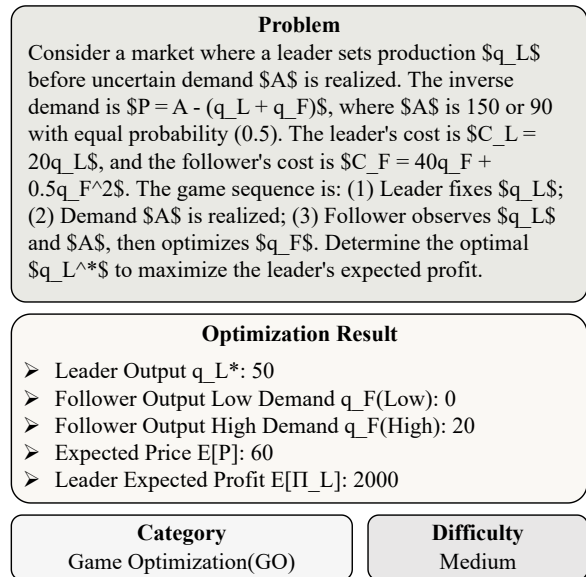 Problem
Consider a market where a leader sets production $q_L$
before uncertain demand $A$ is realized. The inverse
demand is $P = A - (q_L + q_F)$, where $A$ is 150 or 90
with equal probability (0.5). The leader's cost is $C_L =
20q_L$, and the follower's cost is $C_F = 40q_F +
0.5q_F^2$. The game sequence is: (1) Leader fixes $q_L$;
(2) Demand $A$ is realized; (3) Follower observes $q_L$
and $A$, then optimizes $q_F$. Determine the optimal
$q_L^*$ to maximize the leader's expected profit.
Optimization Result
➢ Leader Output q_L*: 50
➢ Follower Output Low Demand q_F(Low): 0
➢ Follower Output High Demand q_F(High): 20
➢ Expected Price E[P]: 60
➢ Leader Expected Profit E[Π_L]: 2000
Category
Game Optimization(GO)
Difficulty
Medium